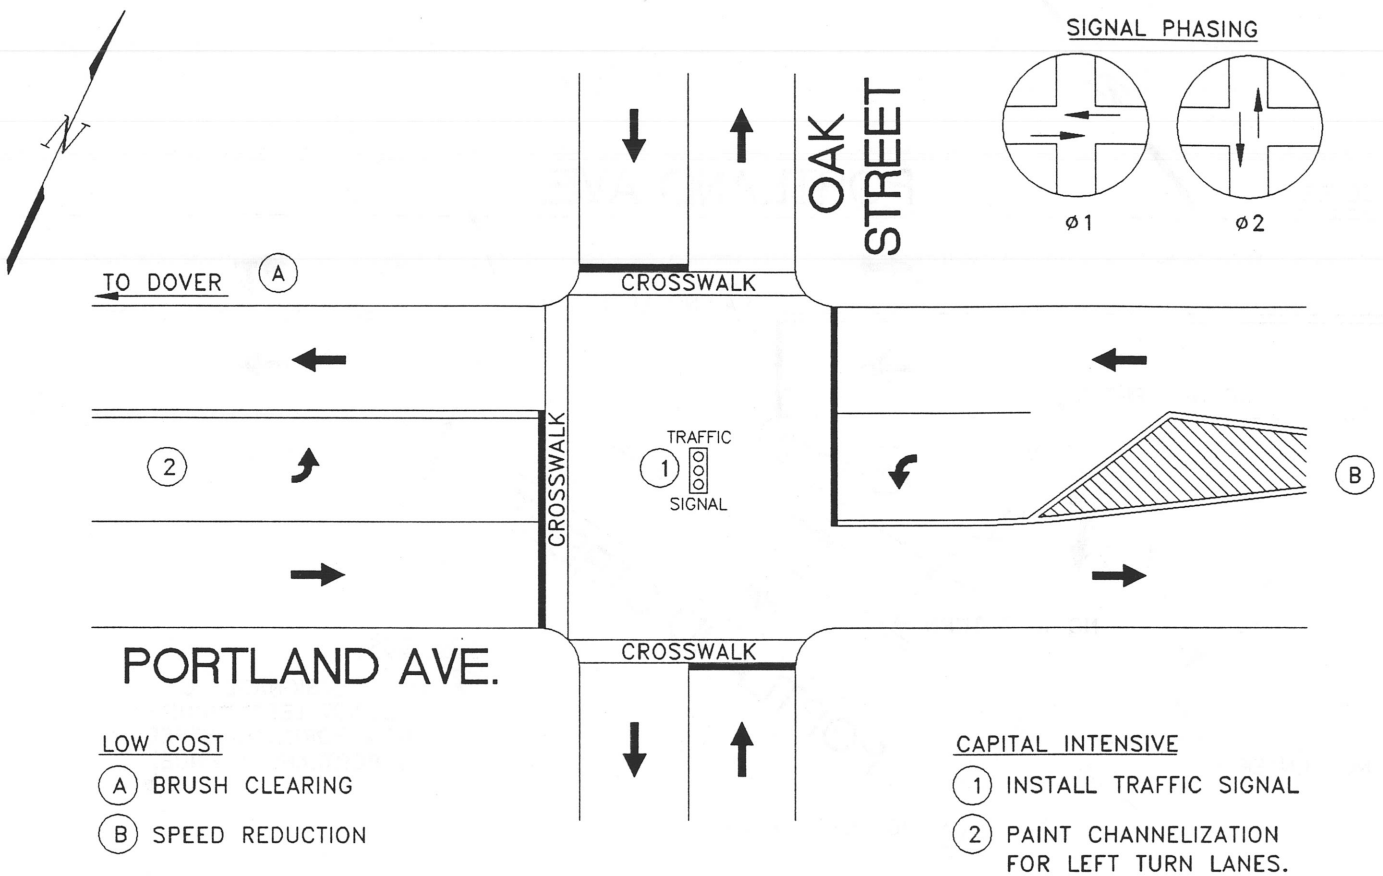 SIGNAL PHASING
N
OAK
STREET
ø1
ø2
TO DOVER
A
CROSSWALK
CROSSWALK
2
1
TRAFFIC
SIGNAL
B
CROSSWALK
PORTLAND AVE.
LOW COST
A BRUSH CLEARING
B SPEED REDUCTION
CAPITAL INTENSIVE
1 INSTALL TRAFFIC SIGNAL
2 PAINT CHANNELIZATION
FOR LEFT TURN LANES.